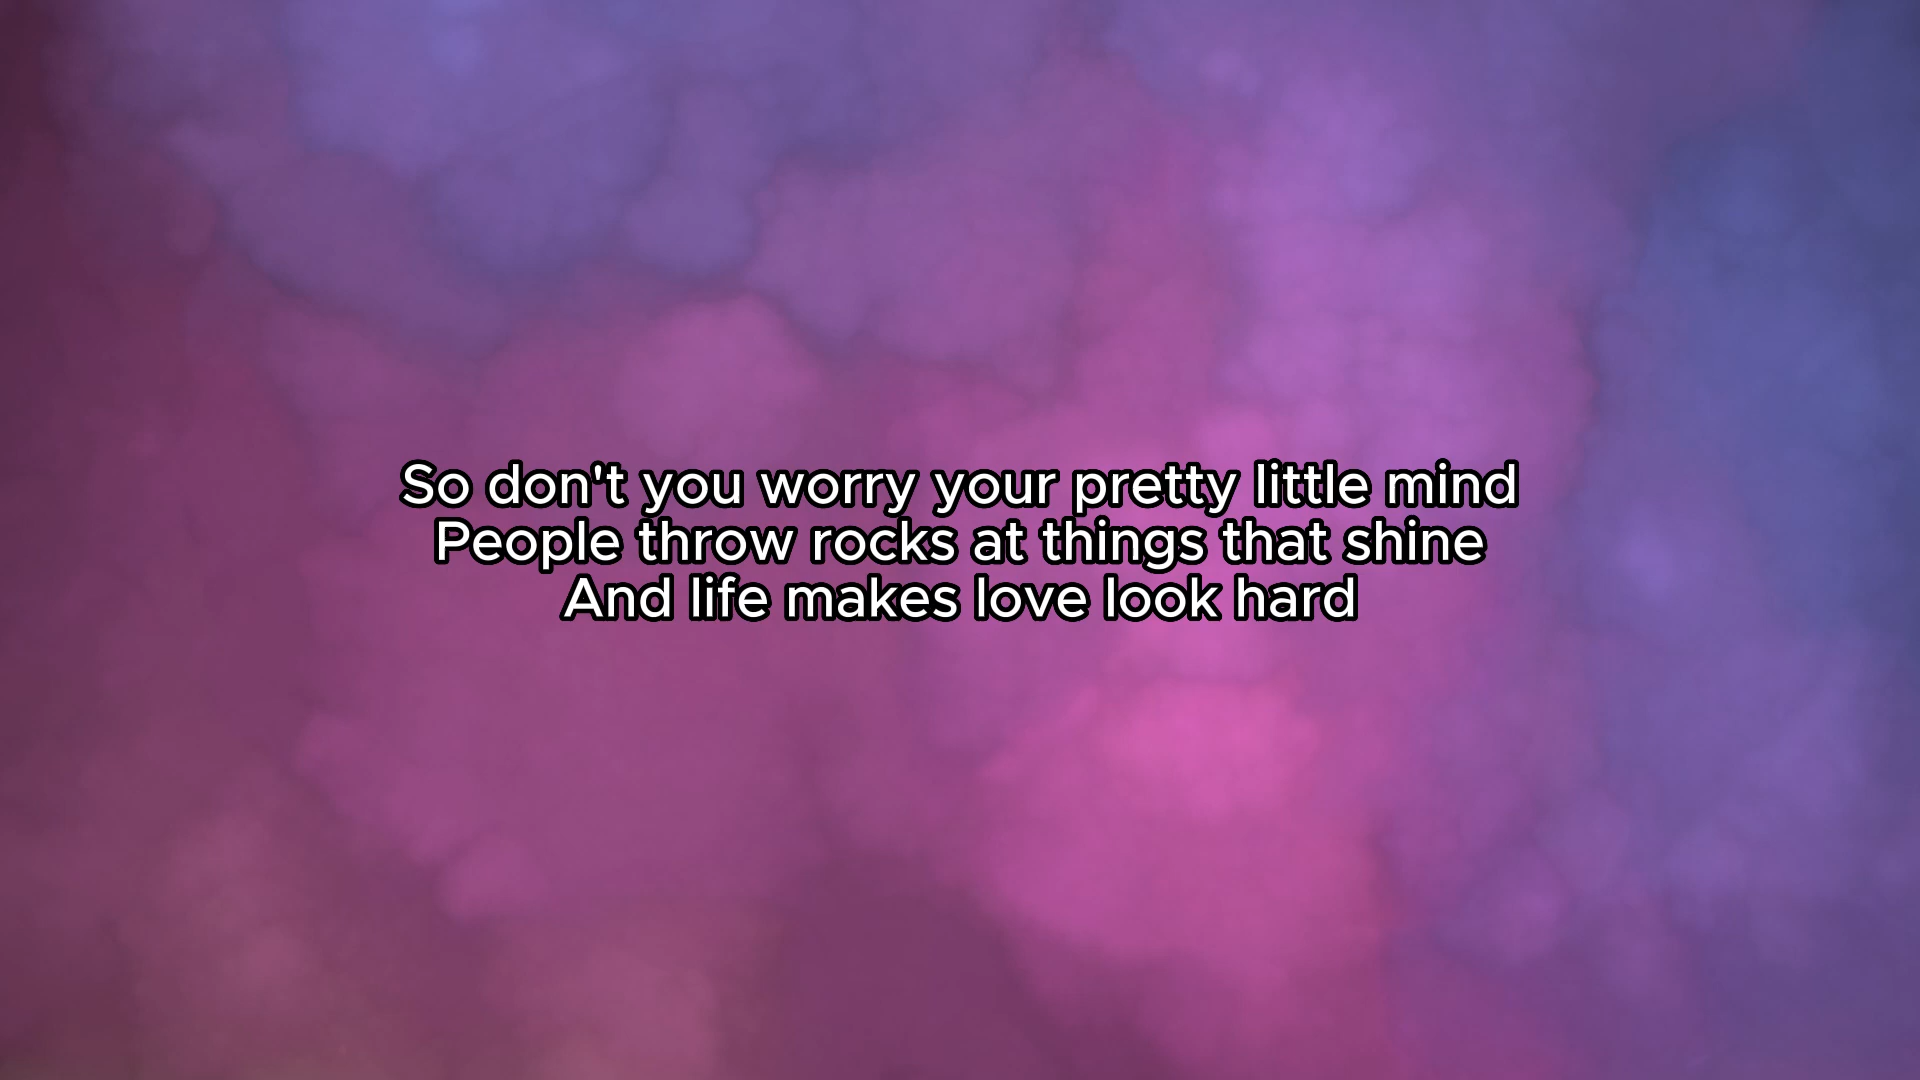 So don't you worry your pretty little mind
People throw rocks at things that shine
And life makes love look hard